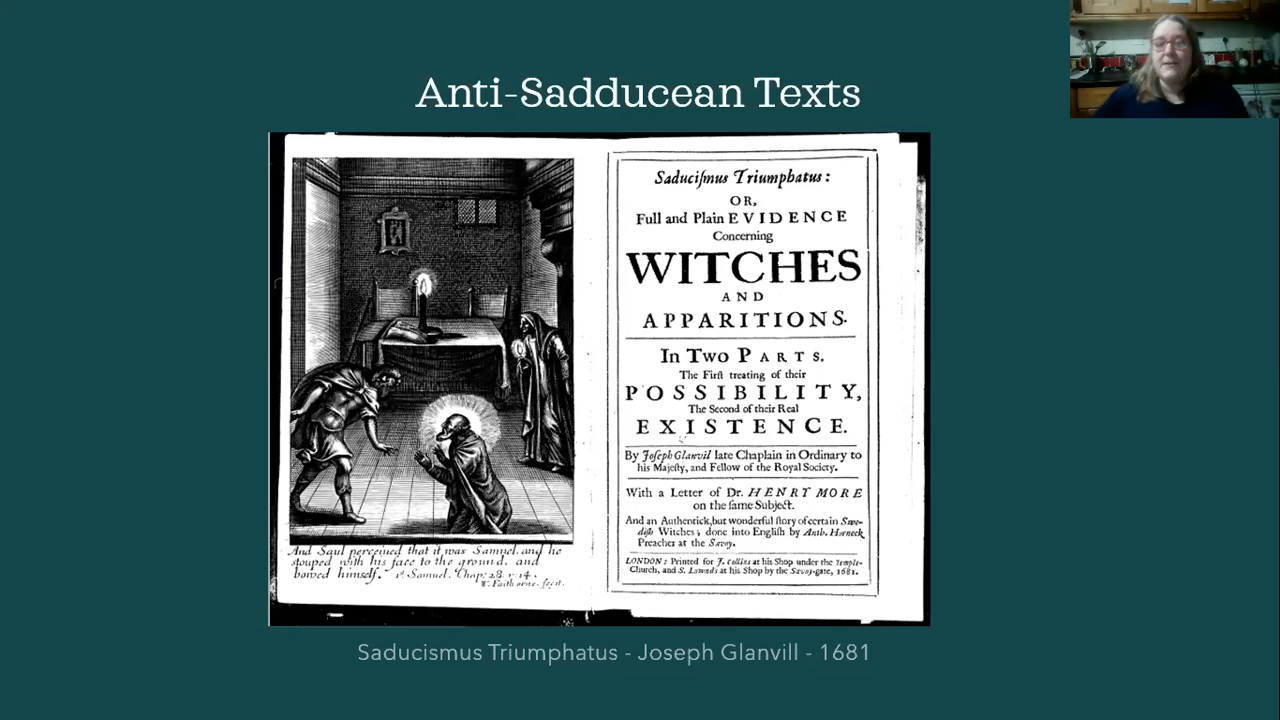 Anti-Sadducean Texts
And Saul perceived that it was Samuel, and he
stouped with his face to the ground, and
bowed himself. 1ˢᵗ. Samuel. Chap: 28. v: 14.
W. Faithorne. fecit.
Saduciſmus Triumphatus:
OR,
Full and Plain EVIDENCE
Concerning
WITCHES
AND
APPARITIONS.
In Two PARTS.
The Firſt treating of their
POSSIBILITY,
The Second of their Real
EXISTENCE.
By Joſeph Glanvil late Chaplain in Ordinary to
his Majeſty, and Fellow of the Royal Society.
With a Letter of Dr. HENRY MORE
on the ſame Subject.
And an Authentick, but wonderful ſtory of certain Swe-
diſh Witches; done into Engliſh by Anth. Horneck
Preacher at the Savoy.
LONDON: Printed for J. Collins at his Shop under the Temple-
Church, and S. Lownds at his Shop by the Savoy-gate, 1681.
Saducismus Triumphatus - Joseph Glanvill - 1681